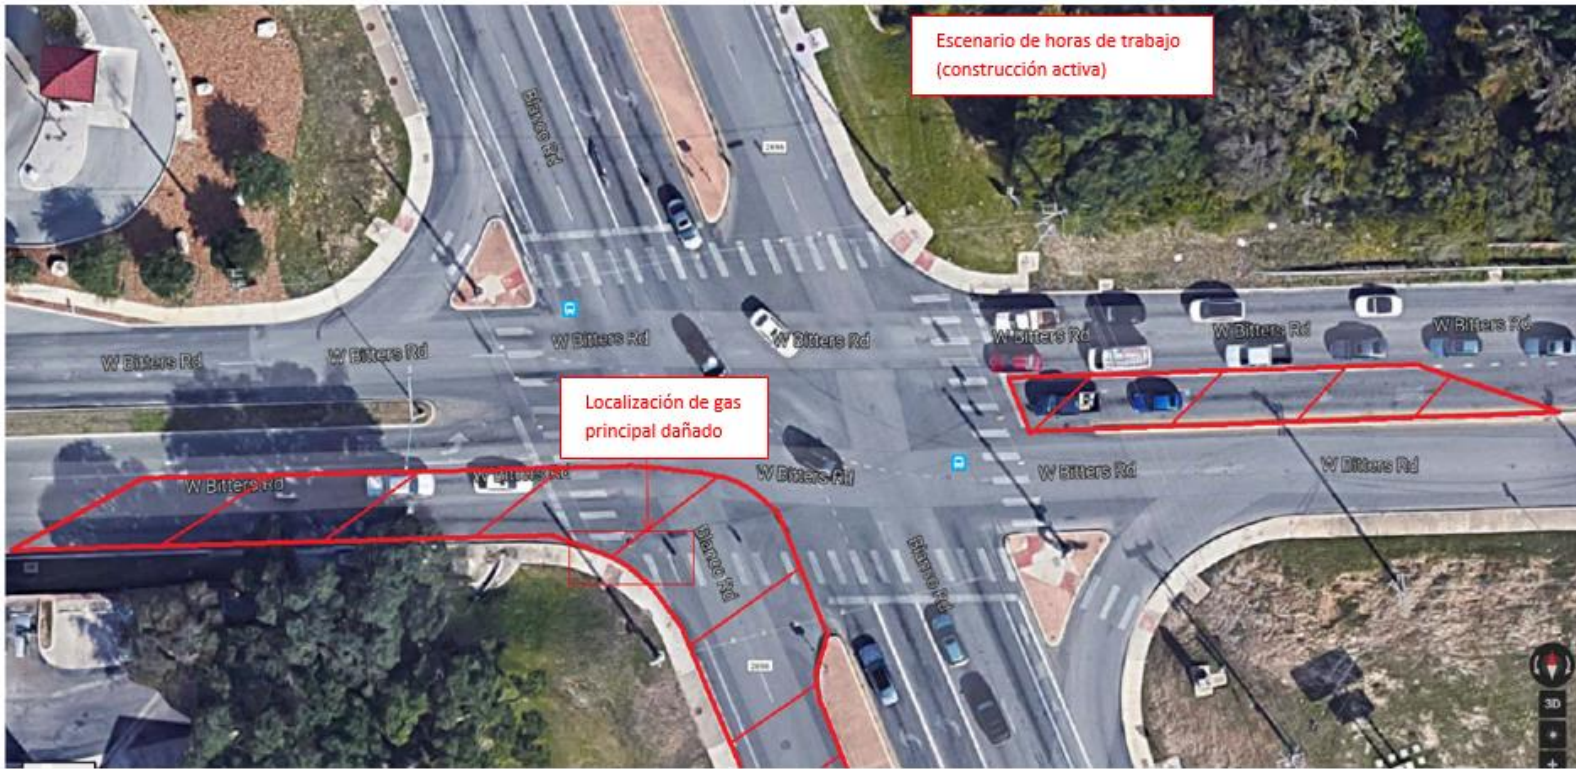 Escenario de horas de trabajo
(construcción activa)
Blanco Rd
2696
W Bitters Rd
W Bitters Rd
W Bitters Rd
W Bitters Rd
W Bitters Rd
W Bitters Rd
W Bitters Rd
Localización de gas
principal dañado
W Bitters Rd
W Bitters Rd
W Bitters Rd
W Bitters Rd
W Bitters Rd
Blanco Rd
Blanco Rd
2696
3D